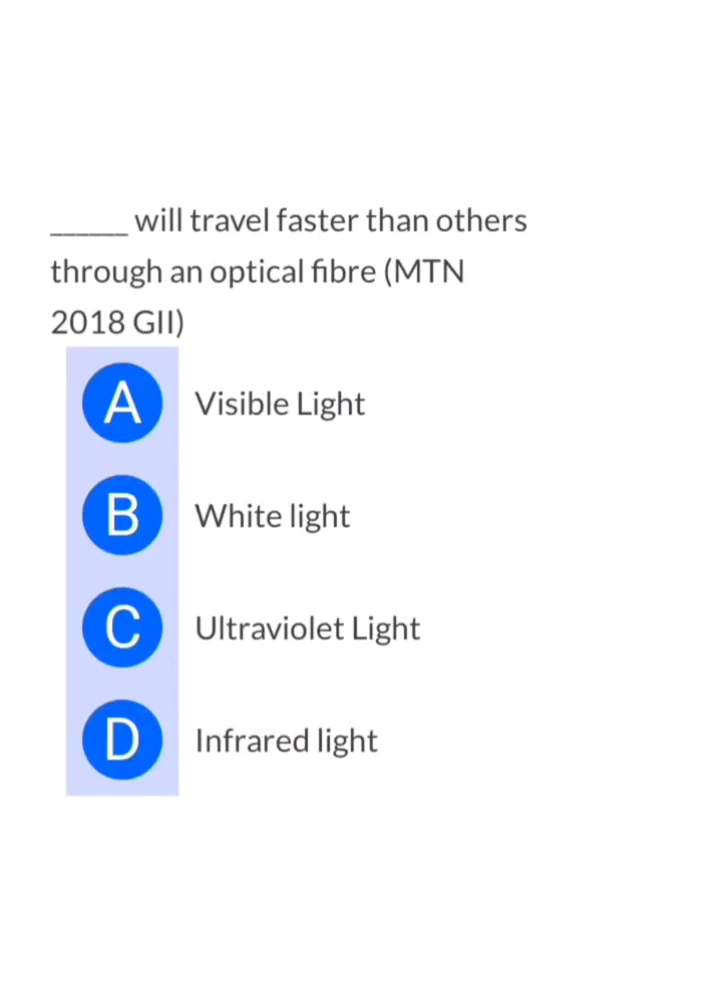 ______ will travel faster than others
through an optical fibre (MTN
2018 GII)
A Visible Light
B White light
C Ultraviolet Light
D Infrared light